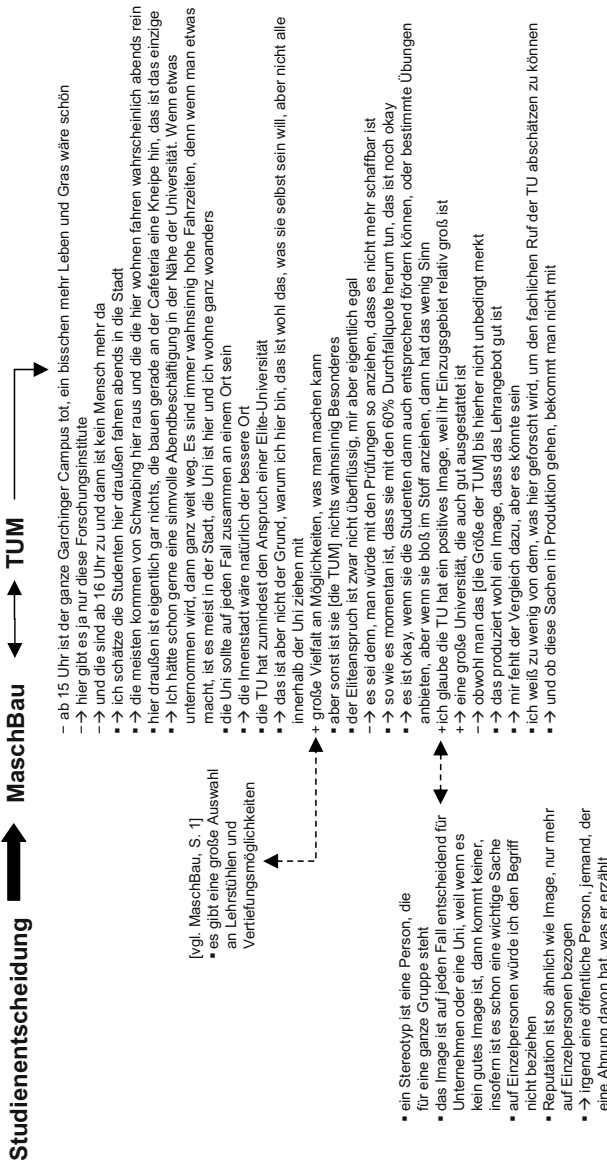 Studienentscheidung → MaschBau ↔ TUM
– ab 15 Uhr ist der ganze Garchinger Campus tot, ein bisschen mehr Leben und Gras wäre schön
– → hier gibt es ja nur diese Forschungsinstitute
– → und die sind ab 16 Uhr zu und dann ist kein Mensch mehr da
▪ → ich schätze die Studenten hier draußen fahren abends in die Stadt
▪ → die meisten kommen von Schwabing hier raus und die die hier wohnen fahren wahrscheinlich abends rein
▪ hier draußen ist eigentlich gar nichts, die bauen gerade an der Cafeteria eine Kneipe hin, das ist das einzige
▪ → Ich hätte schon gerne eine sinnvolle Abendbeschäftigung in der Nähe der Universität. Wenn etwas
unternommen wird, dann ganz weit weg. Es sind immer wahnsinnig hohe Fahrzeiten, denn wenn man etwas
macht, ist es meist in der Stadt, die Uni ist hier und ich wohne ganz woanders
▪ die Uni sollte auf jeden Fall zusammen an einem Ort sein
▪ → die Innenstadt wäre natürlich der bessere Ort
▪ die TU hat zumindest den Anspruch einer Elite-Universität
▪ → das ist aber nicht der Grund, warum ich hier bin, das ist wohl das, was sie selbst sein will, aber nicht alle
innerhalb der Uni ziehen mit
+ große Vielfalt an Möglichkeiten, was man machen kann
▪ aber sonst ist sie [die TUM] nichts wahnsinnig Besonderes
▪ der Eliteanspruch ist zwar nicht überflüssig, mir aber eigentlich egal
– → es sei denn, man würde mit den Prüfungen so anziehen, dass es nicht mehr schaffbar ist
▪ → so wie es momentan ist, dass sie mit den 60% Durchfallquote herum tun, das ist noch okay
▪ → es ist okay, wenn sie die Studenten dann auch entsprechend fördern können, oder bestimmte Übungen
anbieten, aber wenn sie bloß im Stoff anziehen, dann hat das wenig Sinn
+ ich glaube die TU hat ein positives Image, weil ihr Einzugsgebiet relativ groß ist
+ → eine große Universität, die auch gut ausgestattet ist
– → obwohl man das [die Größe der TUM] bis hierher nicht unbedingt merkt
▪ → das produziert wohl ein Image, dass das Lehrangebot gut ist
▪ → mir fehlt der Vergleich dazu, aber es könnte sein
▪ ich weiß zu wenig von dem, was hier geforscht wird, um den fachlichen Ruf der TU abschätzen zu können
▪ → und ob diese Sachen in Produktion gehen, bekommt man nicht mit
[vgl. MaschBau, S. 1]
▪ es gibt eine große Auswahl
an Lehrstühlen und
Vertiefungsmöglichkeiten
▪ ein Stereotyp ist eine Person, die
für eine ganze Gruppe steht
▪ das Image ist auf jeden Fall entscheidend für
Unternehmen oder eine Uni, weil wenn es
kein gutes Image ist, dann kommt keiner,
insofern ist es schon eine wichtige Sache
▪ auf Einzelpersonen würde ich den Begriff
nicht beziehen
▪ Reputation ist so ähnlich wie Image, nur mehr
auf Einzelpersonen bezogen
▪ → irgend eine öffentliche Person, jemand, der
eine Ahnung davon hat, was er erzählt